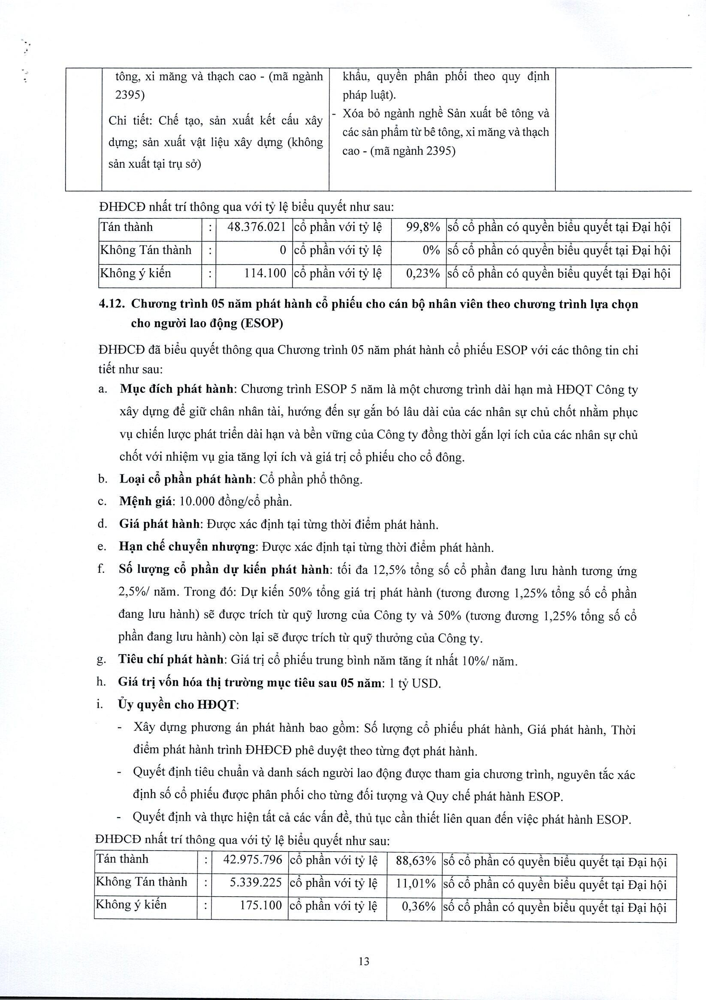 tông, xi măng và thạch cao - (mã ngành
2395)
Chi tiết: Chế tạo, sản xuất kết cấu xây
dựng; sản xuất vật liệu xây dựng (không
sản xuất tại trụ sở)
khẩu, quyền phân phối theo quy định
pháp luật).
- Xóa bỏ ngành nghề Sản xuất bê tông và
các sản phẩm từ bê tông, xi măng và thạch
cao - (mã ngành 2395)
ĐHĐCĐ nhất trí thông qua với tỷ lệ biểu quyết như sau:
Tán thành : 48.376.021 cổ phần với tỷ lệ 99,8% số cổ phần có quyền biểu quyết tại Đại hội
Không Tán thành : 0 cổ phần với tỷ lệ 0% số cổ phần có quyền biểu quyết tại Đại hội
Không ý kiến : 114.100 cổ phần với tỷ lệ 0,23% số cổ phần có quyền biểu quyết tại Đại hội
4.12. Chương trình 05 năm phát hành cổ phiếu cho cán bộ nhân viên theo chương trình lựa chọn
cho người lao động (ESOP)
ĐHĐCĐ đã biểu quyết thông qua Chương trình 05 năm phát hành cổ phiếu ESOP với các thông tin chi
tiết như sau:
a. Mục đích phát hành: Chương trình ESOP 5 năm là một chương trình dài hạn mà HĐQT Công ty
xây dựng để giữ chân nhân tài, hướng đến sự gắn bó lâu dài của các nhân sự chủ chốt nhằm phục
vụ chiến lược phát triển dài hạn và bền vững của Công ty đồng thời gắn lợi ích của các nhân sự chủ
chốt với nhiệm vụ gia tăng lợi ích và giá trị cổ phiếu cho cổ đông.
b. Loại cổ phần phát hành: Cổ phần phổ thông.
c. Mệnh giá: 10.000 đồng/cổ phần.
d. Giá phát hành: Được xác định tại từng thời điểm phát hành.
e. Hạn chế chuyển nhượng: Được xác định tại từng thời điểm phát hành.
f. Số lượng cổ phần dự kiến phát hành: tối đa 12,5% tổng số cổ phần đang lưu hành tương ứng
2,5%/ năm. Trong đó: Dự kiến 50% tổng giá trị phát hành (tương đương 1,25% tổng số cổ phần
đang lưu hành) sẽ được trích từ quỹ lương của Công ty và 50% (tương đương 1,25% tổng số cổ
phần đang lưu hành) còn lại sẽ được trích từ quỹ thưởng của Công ty.
g. Tiêu chí phát hành: Giá trị cổ phiếu trung bình năm tăng ít nhất 10%/ năm.
h. Giá trị vốn hóa thị trường mục tiêu sau 05 năm: 1 tỷ USD.
i. Ủy quyền cho HĐQT:
- Xây dựng phương án phát hành bao gồm: Số lượng cổ phiếu phát hành, Giá phát hành, Thời
điểm phát hành trình ĐHĐCĐ phê duyệt theo từng đợt phát hành.
- Quyết định tiêu chuẩn và danh sách người lao động được tham gia chương trình, nguyên tắc xác
định số cổ phiếu được phân phối cho từng đối tượng và Quy chế phát hành ESOP.
- Quyết định và thực hiện tất cả các vấn đề, thủ tục cần thiết liên quan đến việc phát hành ESOP.
ĐHĐCĐ nhất trí thông qua với tỷ lệ biểu quyết như sau:
Tán thành : 42.975.796 cổ phần với tỷ lệ 88,63% số cổ phần có quyền biểu quyết tại Đại hội
Không Tán thành : 5.339.225 cổ phần với tỷ lệ 11,01% số cổ phần có quyền biểu quyết tại Đại hội
Không ý kiến : 175.100 cổ phần với tỷ lệ 0,36% số cổ phần có quyền biểu quyết tại Đại hội
13